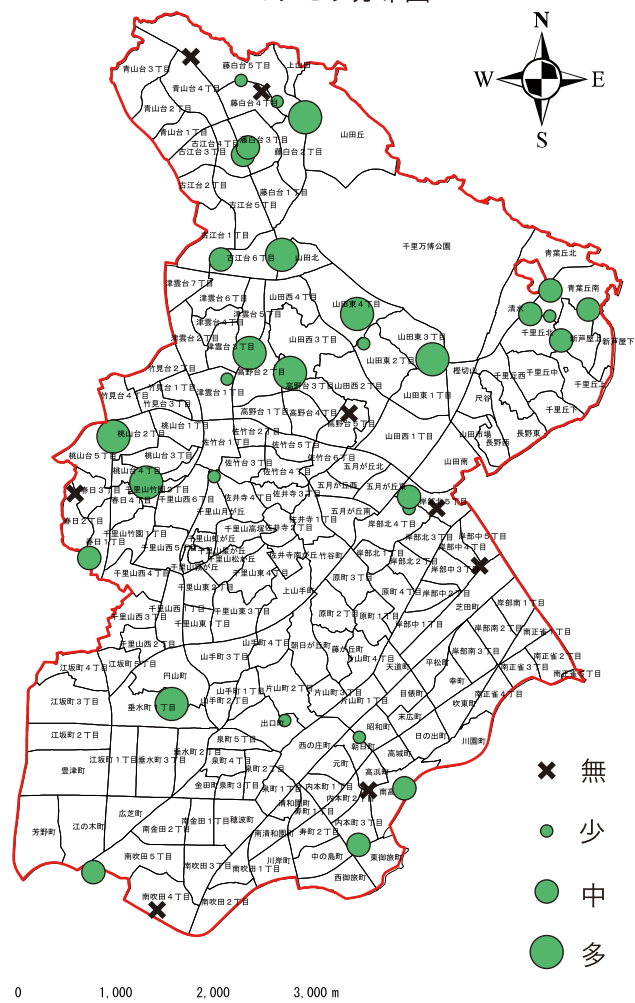 N
W E
S
青山台3丁目
藤白台5丁目
上山田
青山台4丁目
藤白台4丁目
青山台2丁目
山田丘
青山台1丁目
古江台4丁目
藤白台3丁目
古江台3丁目
藤白台2丁目
古江台2丁目
藤白台1丁目
古江台5丁目
古江台1丁目
千里万博公園
古江台6丁目
山田北
青葉丘北
津雲台7丁目
青葉丘南
津雲台6丁目
山田西4丁目
山田東4丁目
清水
津雲台5丁目
津雲台4丁目
千里丘北
津雲台2丁目
山田西3丁目
山田東3丁目
新芦屋上
新芦屋下
津雲台3丁目
山田東2丁目
樫切山
千里丘西
千里丘中
竹見台2丁目
高野台2丁目
竹見台1丁目
津雲台1丁目
高野台3丁目
山田西2丁目
山田東1丁目
尺谷
千里丘上
竹見台4丁目
竹見台3丁目
高野台1丁目
高野台4丁目
千里丘下
桃山台1丁目
高野台5丁目
桃山台2丁目
佐竹台2丁目
山田西1丁目
山田市場
長野東
佐竹台1丁目
佐竹台5丁目
長野西
桃山台5丁目
桃山台3丁目
佐竹台6丁目
佐竹台3丁目
五月が丘北
山田南
桃山台4丁目
佐竹台4丁目
五月が丘西
五月が丘東
春日3丁目
千里山竹園2丁目
春日4丁目
千里山西6丁目
佐井寺4丁目
佐井寺3丁目
岸部北5丁目
千里山月が丘
五月が丘南
春日2丁目
佐井寺1丁目
岸部北4丁目
千里山高塚
佐井寺2丁目
千里山竹園1丁目
岸部北3丁目
岸部中5丁目
春日1丁目
千里山虹が丘
岸部中4丁目
千里山西5丁目
千里山星が丘
佐井寺南が丘
竹谷町
岸部北1丁目
千里山松が丘
岸部北2丁目
千里山西4丁目
千里山霧が丘
千里山東4丁目
岸部中3丁目
原町3丁目
千里山東2丁目
上山手町
原町4丁目
岸部中2丁目
千里山西1丁目
千里山東3丁目
芝田町
岸部南1丁目
千里山西3丁目
千里山東1丁目
原町2丁目
原町1丁目
岸部中1丁目
岸部南2丁目
南正雀1丁目
千里山西2丁目
山手町4丁目
朝日が丘町
藤が丘町
岸部南3丁目
南正雀2丁目
江坂町4丁目
江坂町5丁目
山手町3丁目
片山町4丁目
天道町
平松町
南正雀3丁目
円山町
幸町
南正雀5丁目
山手町1丁目
片山町2丁目
片山町3丁目
目俵町
南正雀4丁目
江坂町3丁目
垂水町1丁目
山手町2丁目
片山町1丁目
吹東町
出口町
末広町
昭和町
江坂町2丁目
泉町5丁目
西の庄町
朝日町
日の出町
川園町
垂水町2丁目
高城町
江坂町1丁目
垂水町3丁目
泉町4丁目
元町
豊津町
泉町2丁目
高浜町
金田町
泉町3丁目
泉町1丁目
内本町1丁目
南高浜町
広芝町
清和園町
内本町2丁目
寿町1丁目
芳野町
江の木町
南金田1丁目
穂波町
内本町3丁目
南金田2丁目
南清和園町
寿町2丁目
南吹田5丁目
川岸町
中の島町
東御旅町
南吹田3丁目
南吹田1丁目
西御旅町
南吹田4丁目
南吹田2丁目
無
少
中
多
0 1,000 2,000 3,000 m